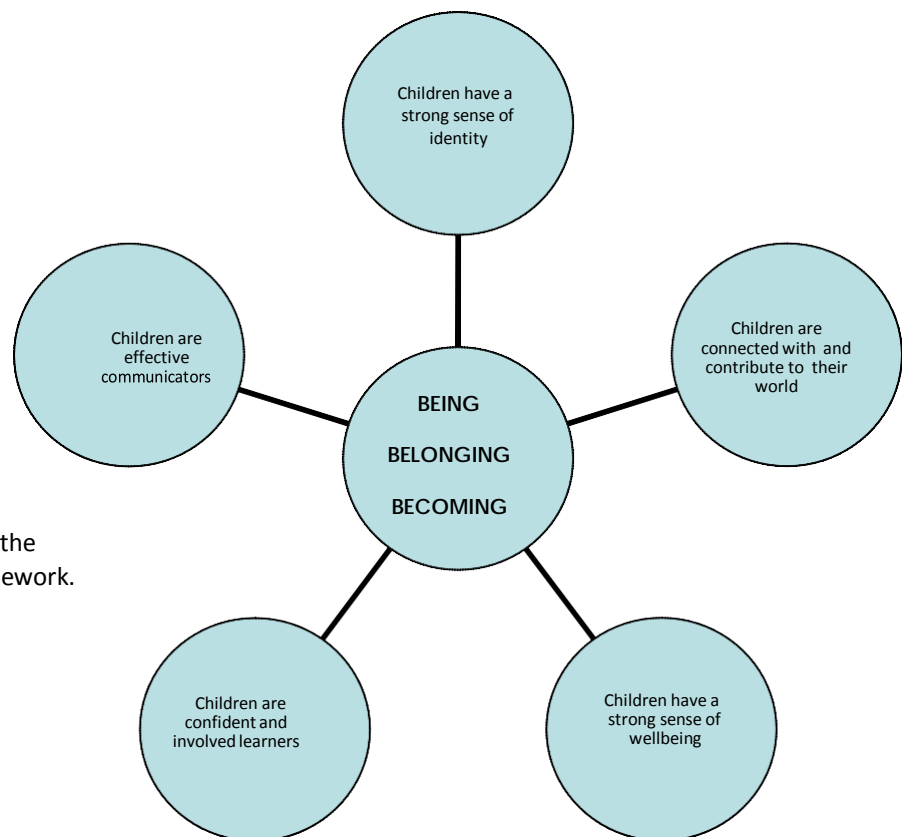 Children have a
strong sense of
identity
Children are
effective
communicators
Children are
connected with and
contribute to their
world
BEING
BELONGING
BECOMING
the
ework.
Children are
confident and
involved learners
Children have a
strong sense of
wellbeing